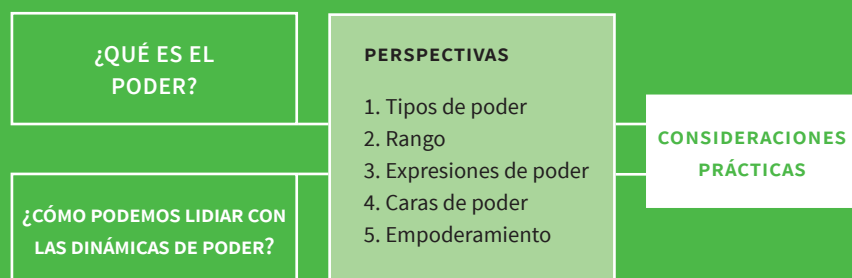 ¿QUÉ ES EL
PODER?
¿CÓMO PODEMOS LIDIAR CON
LAS DINÁMICAS DE PODER?
PERSPECTIVAS
1. Tipos de poder
2. Rango
3. Expresiones de poder
4. Caras de poder
5. Empoderamiento
CONSIDERACIONES
PRÁCTICAS